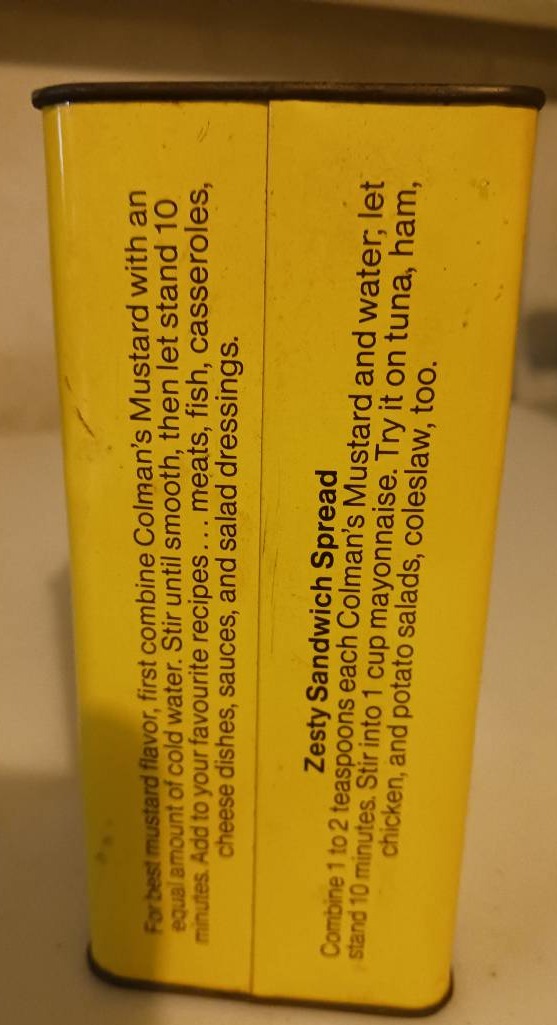 For best mustard flavor, first combine Colman's Mustard with an
equal amount of cold water. Stir until smooth, then let stand 10
minutes. Add to your favourite recipes... meats, fish, casseroles,
cheese dishes, sauces, and salad dressings.
Zesty Sandwich Spread
Combine 1 to 2 teaspoons each Colman's Mustard and water; let
stand 10 minutes. Stir into 1 cup mayonnaise. Try it on tuna, ham,
chicken, and potato salads, coleslaw, too.